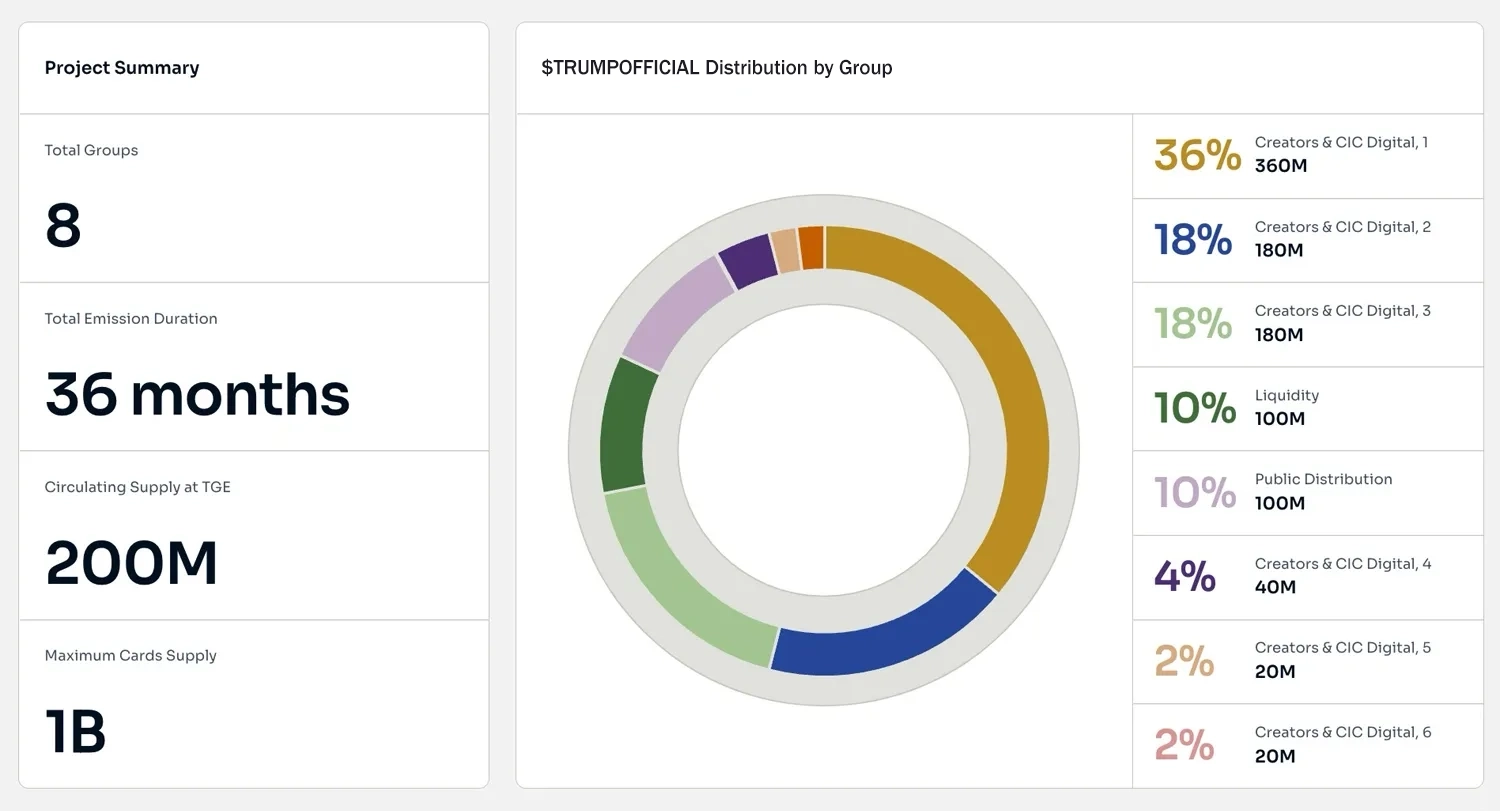 Project Summary
Total Groups
8
Total Emission Duration
36 months
Circulating Supply at TGE
200M
Maximum Cards Supply
1B
$TRUMPOFFICIAL Distribution by Group
36%
Creators & CIC Digital, 1
360M
18%
Creators & CIC Digital, 2
180M
18%
Creators & CIC Digital, 3
180M
10%
Liquidity
100M
10%
Public Distribution
100M
4%
Creators & CIC Digital, 4
40M
2%
Creators & CIC Digital, 5
20M
2%
Creators & CIC Digital, 6
20M